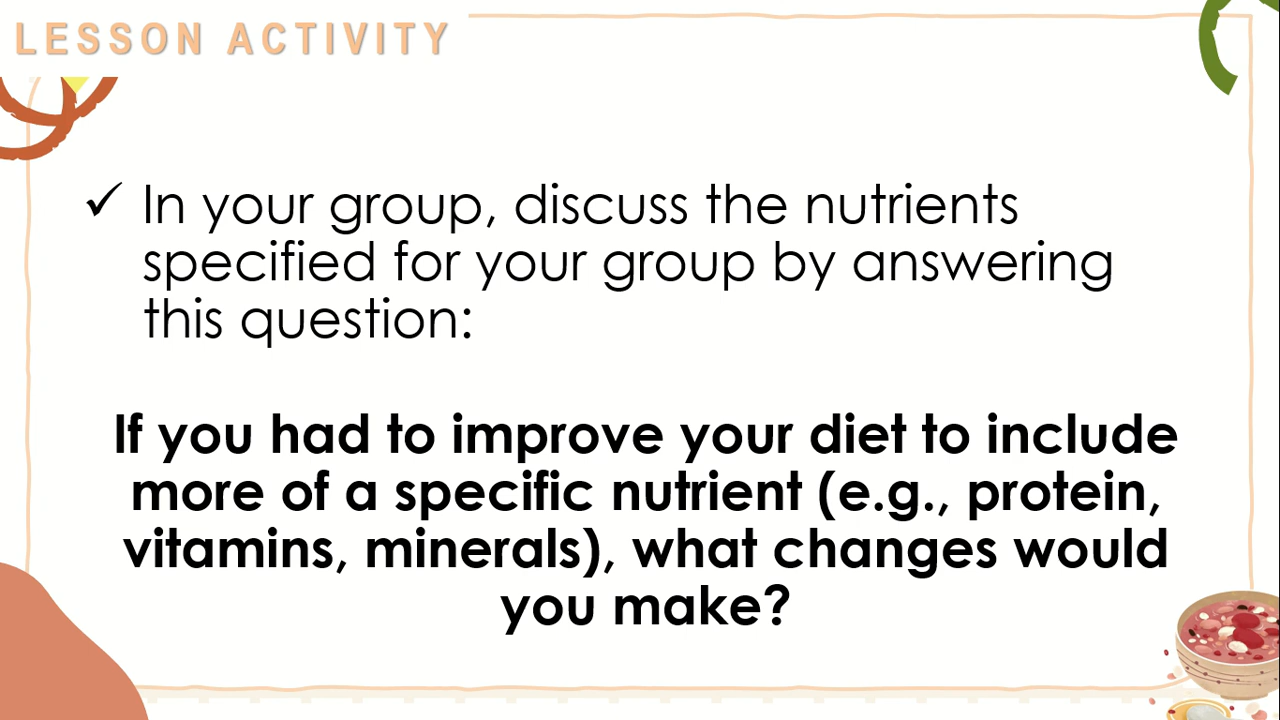 LESSON ACTIVITY
✓ In your group, discuss the nutrients
specified for your group by answering
this question:
If you had to improve your diet to include
more of a specific nutrient (e.g., protein,
vitamins, minerals), what changes would
you make?